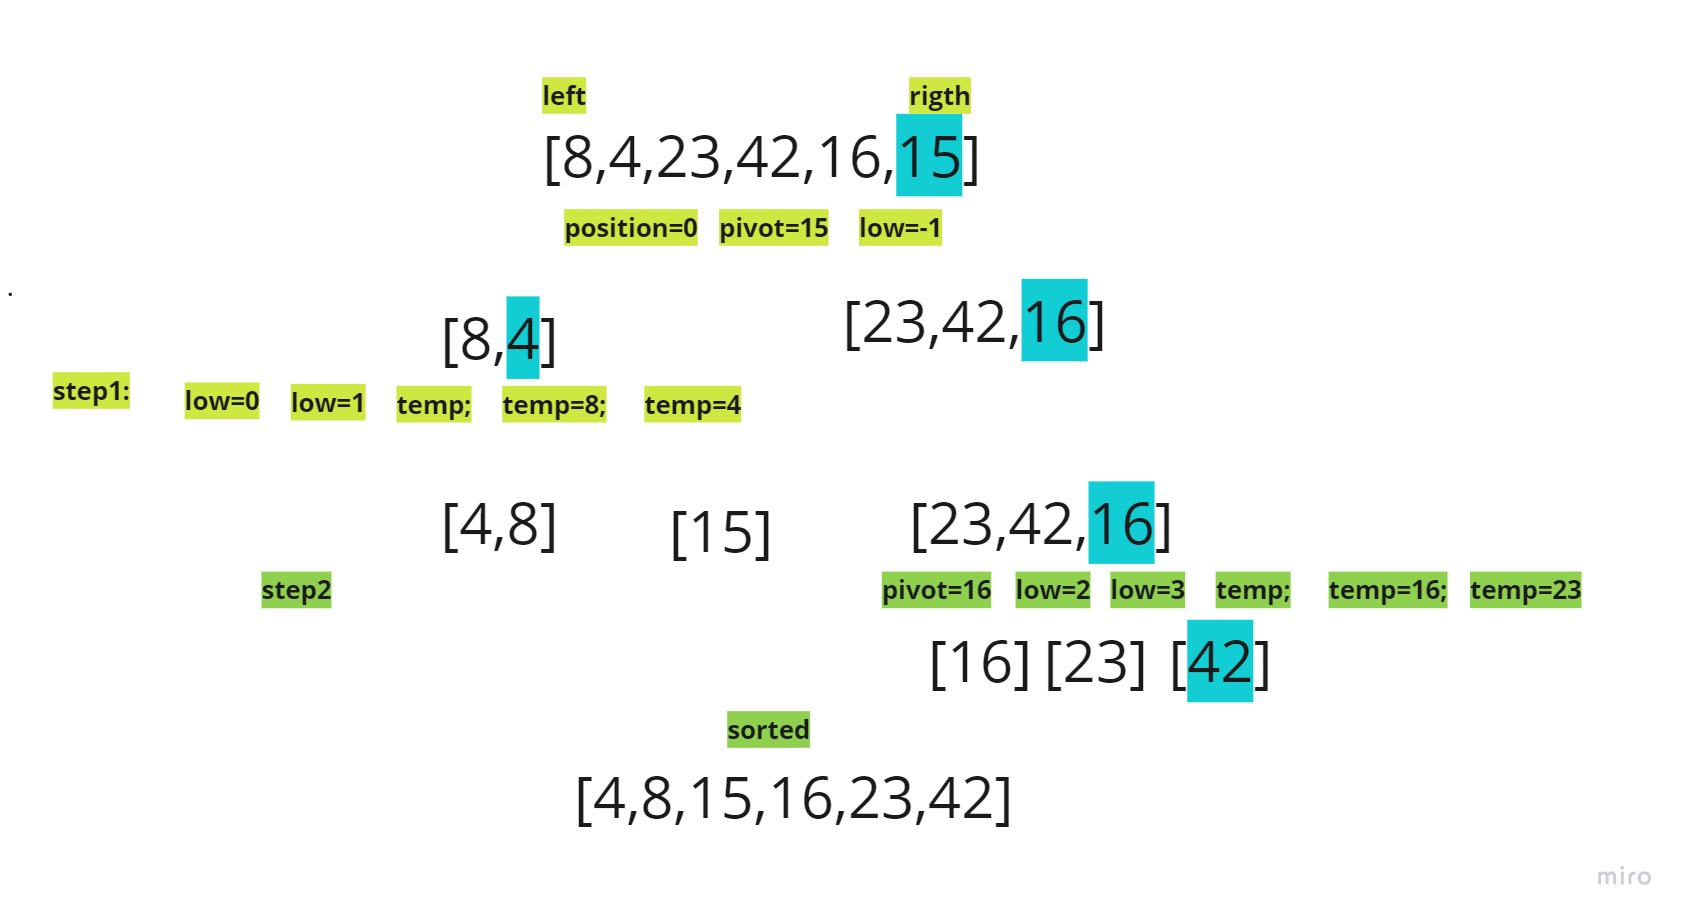 left rigth
[8,4,23,42,16,15]
position=0 pivot=15 low=-1
.
[8,4] [23,42,16]
step1: low=0 low=1 temp; temp=8; temp=4
[4,8] [15] [23,42,16]
step2 pivot=16 low=2 low=3 temp; temp=16; temp=23
[16] [23] [42]
sorted
[4,8,15,16,23,42]
miro